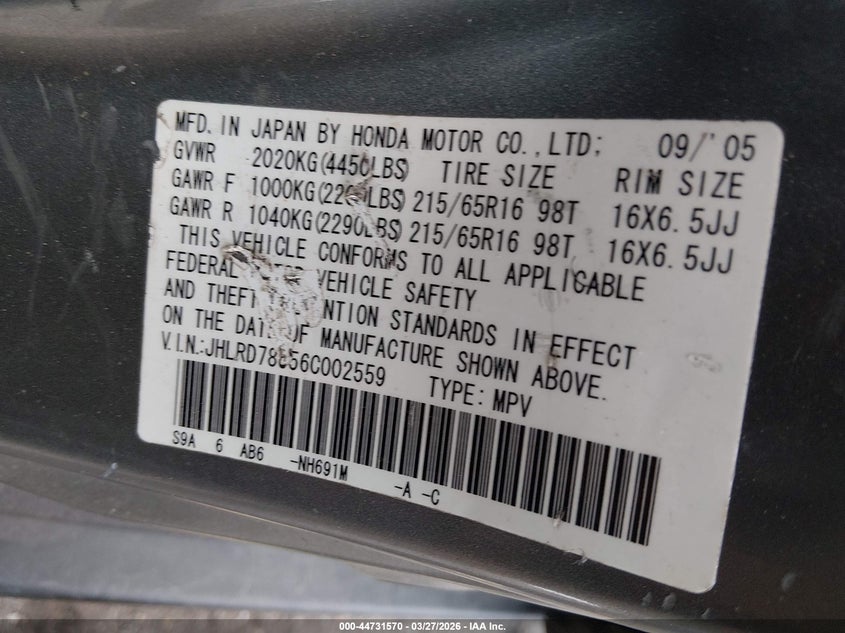 MFD. IN JAPAN BY HONDA MOTOR CO., LTD; 09/'05
GVWR 2020KG(4450LBS) TIRE SIZE RIM SIZE
GAWR F 1000KG LBS) 215/65R16 98T 16X6.5JJ
GAWR R 1040KG(2290LBS) 215/65R16 98T 16X6.5JJ
THIS VEHICLE CONFORMS TO ALL APPLICABLE
FEDERAL VEHICLE SAFETY
AND THEFT STANDARDS IN EFFECT
ON THE DATE OF MANUFACTURE SHOWN ABOVE.
V.I.N.: TYPE: MPV
S9A 6 AB6 -NH691M -A -C
000-44731570 - 03/27/2026 - IAA Inc.